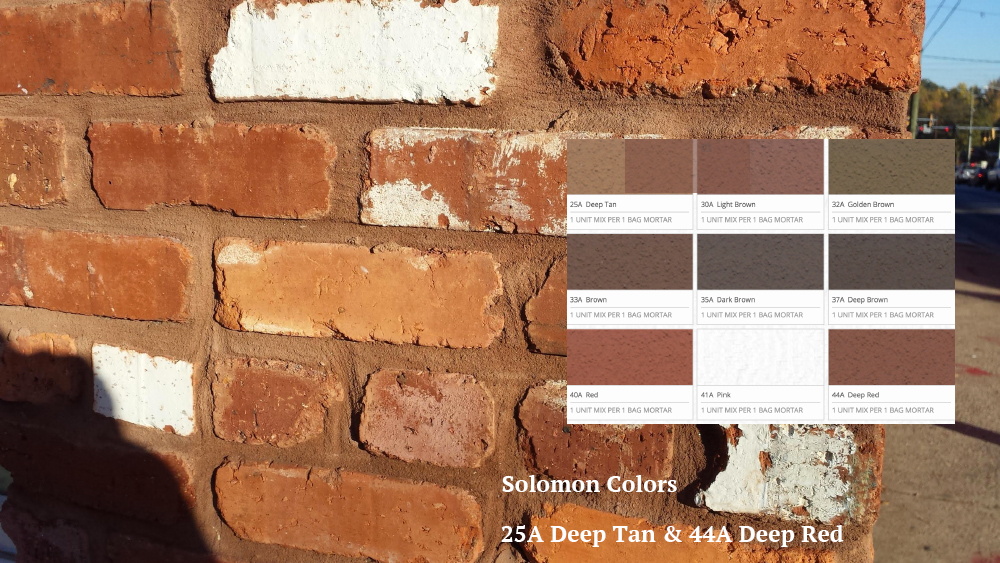 25A Deep Tan
30A Light Brown
32A Golden Brown
1 UNIT MIX PER 1 BAG MORTAR
1 UNIT MIX PER 1 BAG MORTAR
1 UNIT MIX PER 1 BAG MORTAR
33A Brown
35A Dark Brown
37A Deep Brown
1 UNIT MIX PER 1 BAG MORTAR
1 UNIT MIX PER 1 BAG MORTAR
1 UNIT MIX PER 1 BAG MORTAR
40A Red
41A Pink
44A Deep Red
1 UNIT MIX PER 1 BAG MORTAR
1 UNIT MIX PER 1 BAG MORTAR
1 UNIT MIX PER 1 BAG MORTAR
Solomon Colors
25A Deep Tan & 44A Deep Red